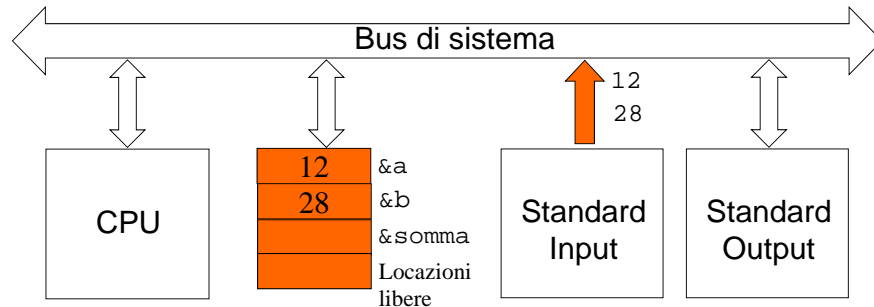 Bus di sistema
12
28
CPU
12 &a
28 &b
&somma
Locazioni
libere
Standard
Input
Standard
Output